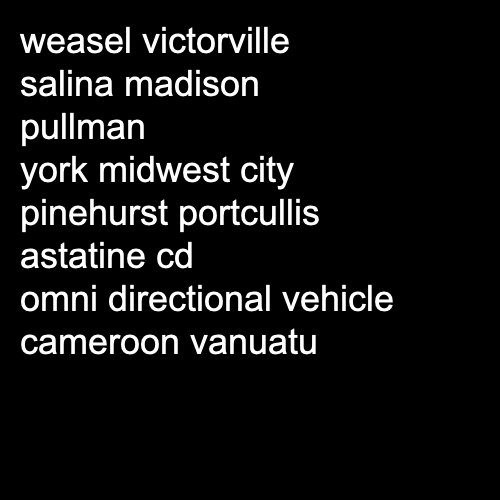 weasel victorville
salina madison
pullman
york midwest city
pinehurst portcullis
astatine cd
omni directional vehicle
cameroon vanuatu